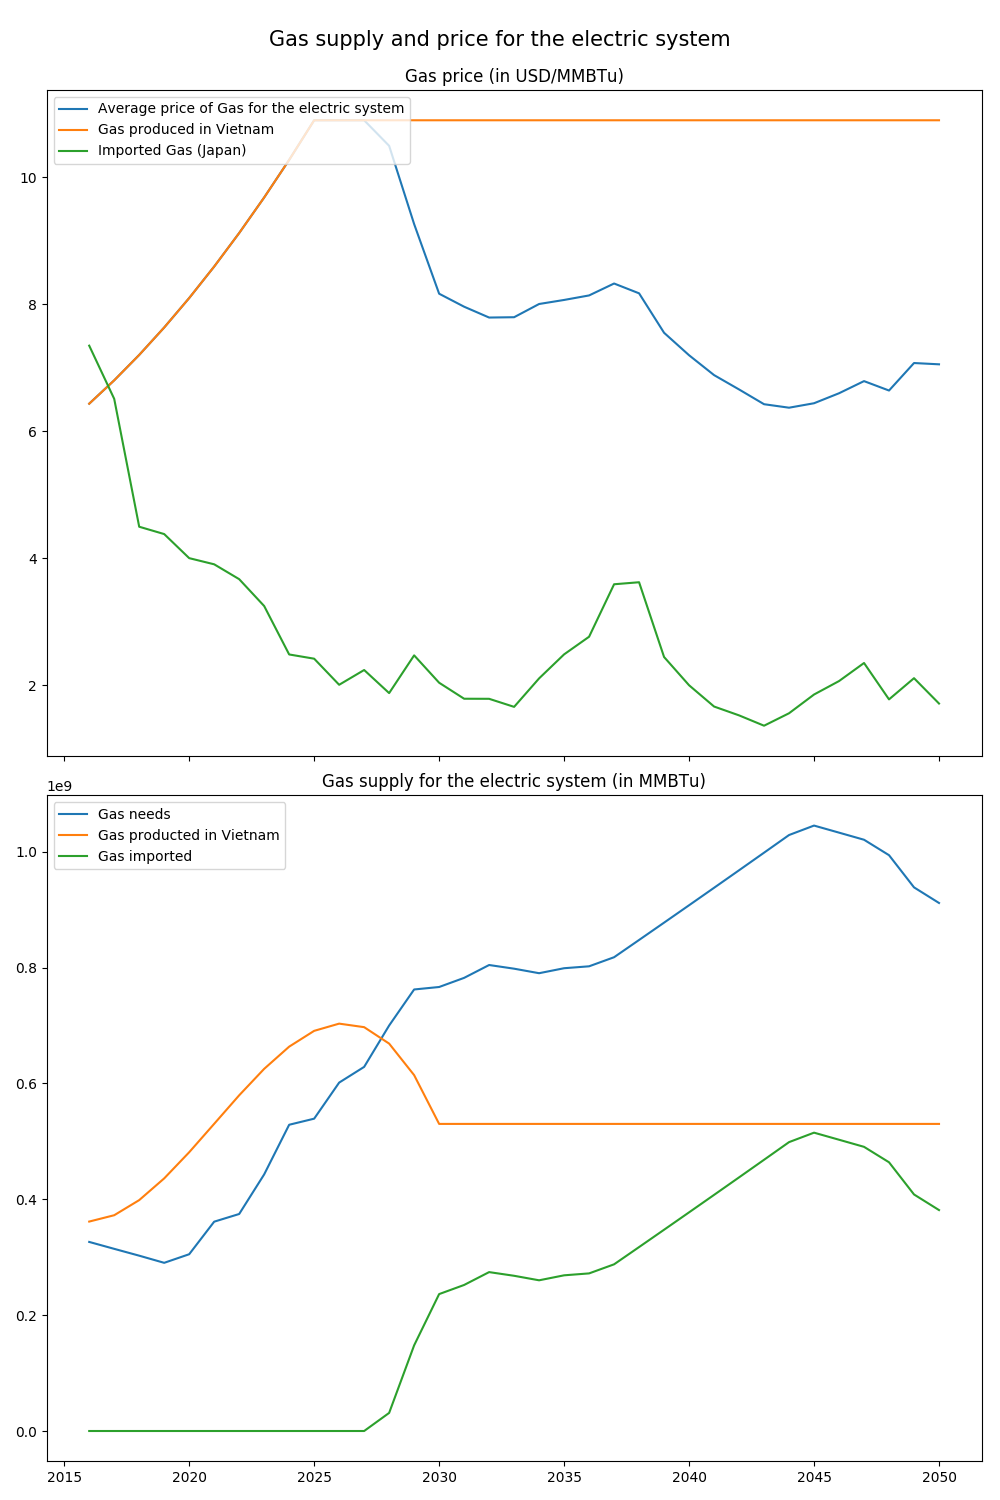 Gas supply and price for the electric system
Gas price (in USD/MMBTu)
Average price of Gas for the electric system
Gas produced in Vietnam
Imported Gas (Japan)
10
8
6
4
2
Gas supply for the electric system (in MMBTu)
1e9
Gas needs
Gas producted in Vietnam
Gas imported
1.0
0.8
0.6
0.4
0.2
0.0
2015 2020 2025 2030 2035 2040 2045 2050